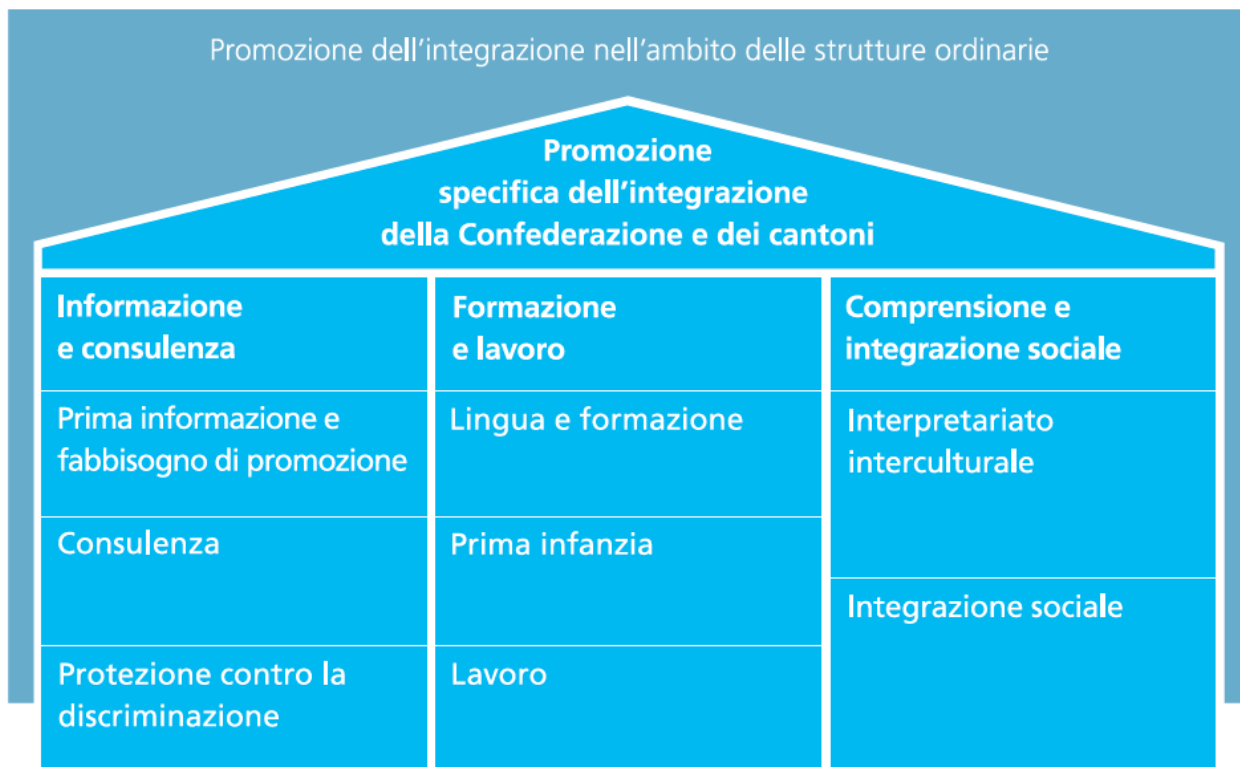 Promozione dell'integrazione nell'ambito delle strutture ordinarie
Promozione
specifica dell'integrazione
della Confederazione e dei cantoni
Informazione
e consulenza
Prima informazione e
fabbisogno di promozione
Consulenza
Protezione contro la
discriminazione
Formazione
e lavoro
Lingua e formazione
Prima infanzia
Lavoro
Comprensione e
integrazione sociale
Interpretariato
interculturale
Integrazione sociale